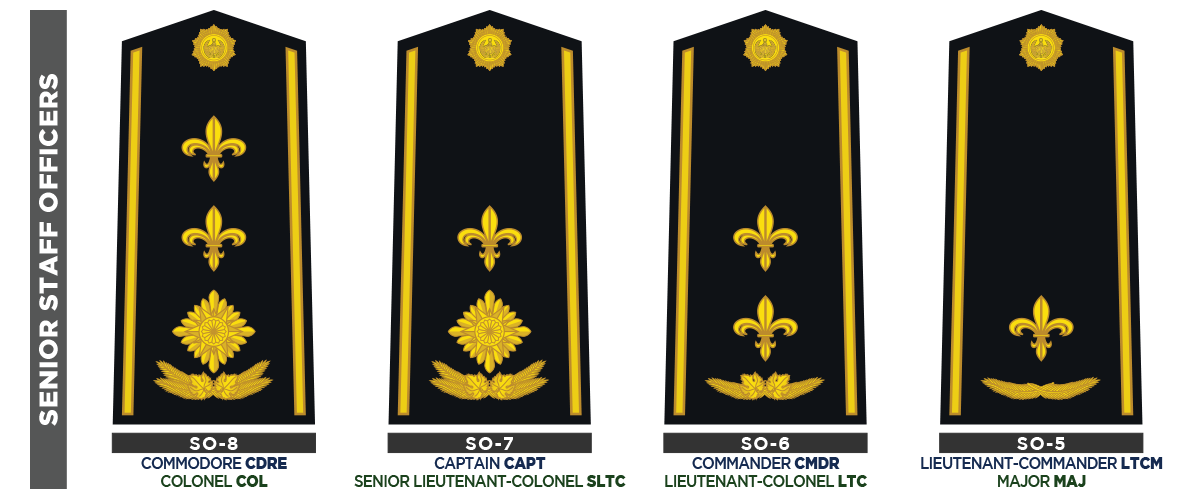 SENIOR STAFF OFFICERS
SO-8
COMMODORE CDRE
COLONEL COL
SO-7
CAPTAIN CAPT
SENIOR LIEUTENANT-COLONEL SLTC
SO-6
COMMANDER CMDR
LIEUTENANT-COLONEL LTC
SO-5
LIEUTENANT-COMMANDER LTCM
MAJOR MAJ